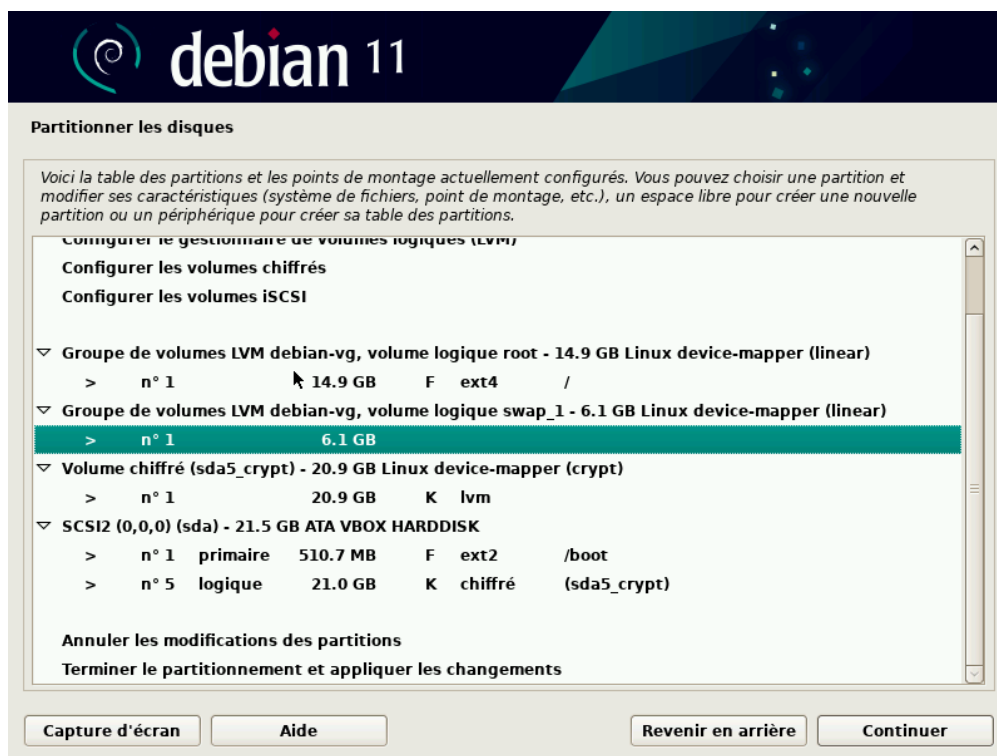 debian 11
Partitionner les disques
Voici la table des partitions et les points de montage actuellement configurés. Vous pouvez choisir une partition et
modifier ses caractéristiques (système de fichiers, point de montage, etc.), un espace libre pour créer une nouvelle
partition ou un périphérique pour créer sa table des partitions.
Configurer le gestionnaire de volumes logiques (LVM)
Configurer les volumes chiffrés
Configurer les volumes iSCSI
Groupe de volumes LVM debian-vg, volume logique root - 14.9 GB Linux device-mapper (linear)
> n° 1 14.9 GB F ext4 /
Groupe de volumes LVM debian-vg, volume logique swap_1 - 6.1 GB Linux device-mapper (linear)
> n° 1 6.1 GB
Volume chiffré (sda5_crypt) - 20.9 GB Linux device-mapper (crypt)
> n° 1 20.9 GB K lvm
SCSI2 (0,0,0) (sda) - 21.5 GB ATA VBOX HARDDISK
> n° 1 primaire 510.7 MB F ext2 /boot
> n° 5 logique 21.0 GB K chiffré (sda5_crypt)
Annuler les modifications des partitions
Terminer le partitionnement et appliquer les changements
Capture d'écran Aide Revenir en arrière Continuer